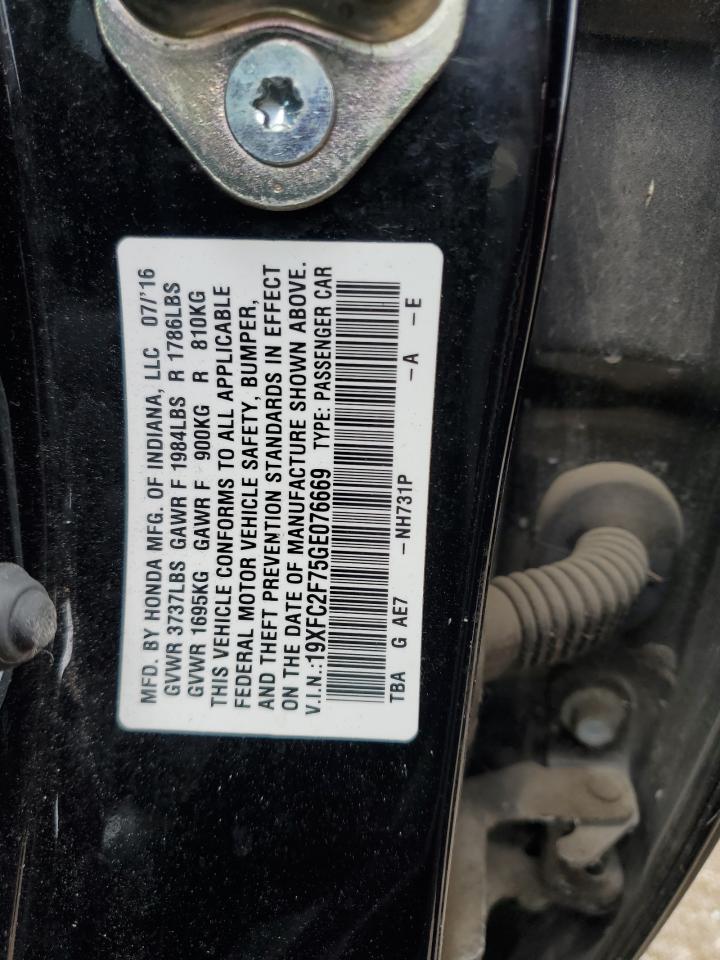 MFD. BY HONDA MFG. OF INDIANA, LLC 07/'16
GVWR 3737LBS GAWR F 1984LBS R 1786LBS
GVWR 1695KG GAWR F 900KG R 810KG
THIS VEHICLE CONFORMS TO ALL APPLICABLE
FEDERAL MOTOR VEHICLE SAFETY, BUMPER,
AND THEFT PREVENTION STANDARDS IN EFFECT
ON THE DATE OF MANUFACTURE SHOWN ABOVE.
V.I.N.:19XFC2F75GE076669 TYPE: PASSENGER CAR
TBA G AE7 -NH731P -A -E